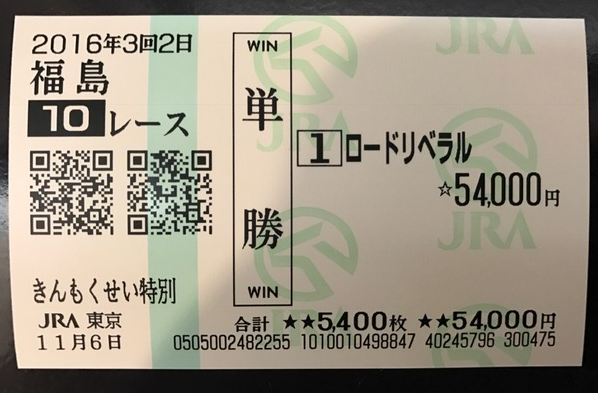 2016年3回2日
福島
10レース
きんもくせい特別
JRA 東京
11月6日
WIN
単勝
WIN
1 ロードリベラル
☆54,000円
合計 ★★5,400枚 ★★54,000円
0505002482255 1010010498847 40245796 300475
JRA
JRA
JRA
JRA